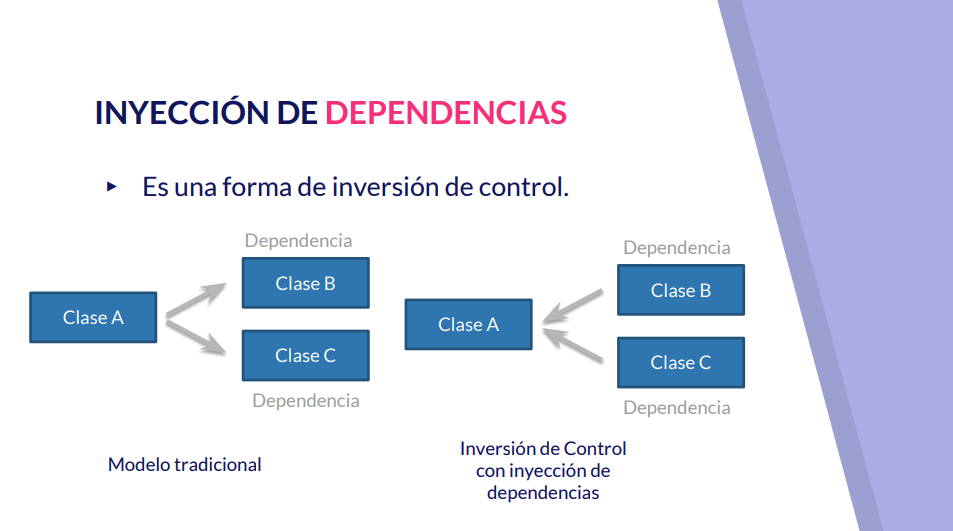 INYECCIÓN DE DEPENDENCIAS
▸ Es una forma de inversión de control.
Dependencia
Clase B
Clase A
Clase C
Dependencia
Modelo tradicional
Dependencia
Clase B
Clase A
Clase C
Dependencia
Inversión de Control
con inyección de
dependencias